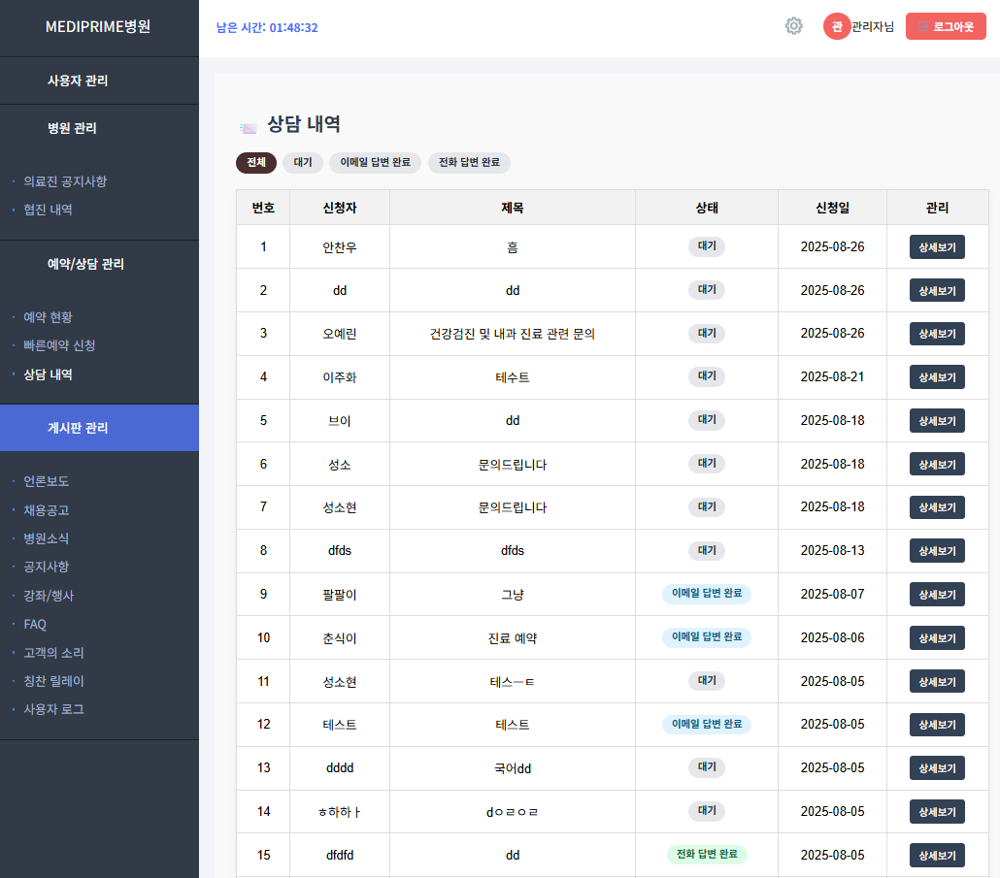 MEDIPRIME병원
남은 시간: 01:48:32
관 관리자님 로그아웃
사용자 관리
병원 관리
· 의료진 공지사항
· 협진 내역
예약/상담 관리
· 예약 현황
· 빠른예약 신청
· 상담 내역
게시판 관리
· 언론보도
· 채용공고
· 병원소식
· 공지사항
· 강좌/행사
· FAQ
· 고객의 소리
· 칭찬 릴레이
· 사용자 로그
상담 내역
전체 대기 이메일 답변 완료 전화 답변 완료
번호 신청자 제목 상태 신청일 관리
1 안찬우 흠 대기 2025-08-26 상세보기
2 dd dd 대기 2025-08-26 상세보기
3 오예린 건강검진 및 내과 진료 관련 문의 대기 2025-08-26 상세보기
4 이주화 테수트 대기 2025-08-21 상세보기
5 브이 dd 대기 2025-08-18 상세보기
6 성소 문의드립니다 대기 2025-08-18 상세보기
7 성소현 문의드립니다 대기 2025-08-18 상세보기
8 dfds dfds 대기 2025-08-13 상세보기
9 팔팔이 그냥 이메일 답변 완료 2025-08-07 상세보기
10 춘식이 진료 예약 이메일 답변 완료 2025-08-06 상세보기
11 성소현 테스ㅡㅌ 대기 2025-08-05 상세보기
12 테스트 테스트 이메일 답변 완료 2025-08-05 상세보기
13 dddd 국어dd 대기 2025-08-05 상세보기
14 ㅎ하하ㅏ dㅇㄹㅇㄹ 대기 2025-08-05 상세보기
15 dfdfd dd 전화 답변 완료 2025-08-05 상세보기